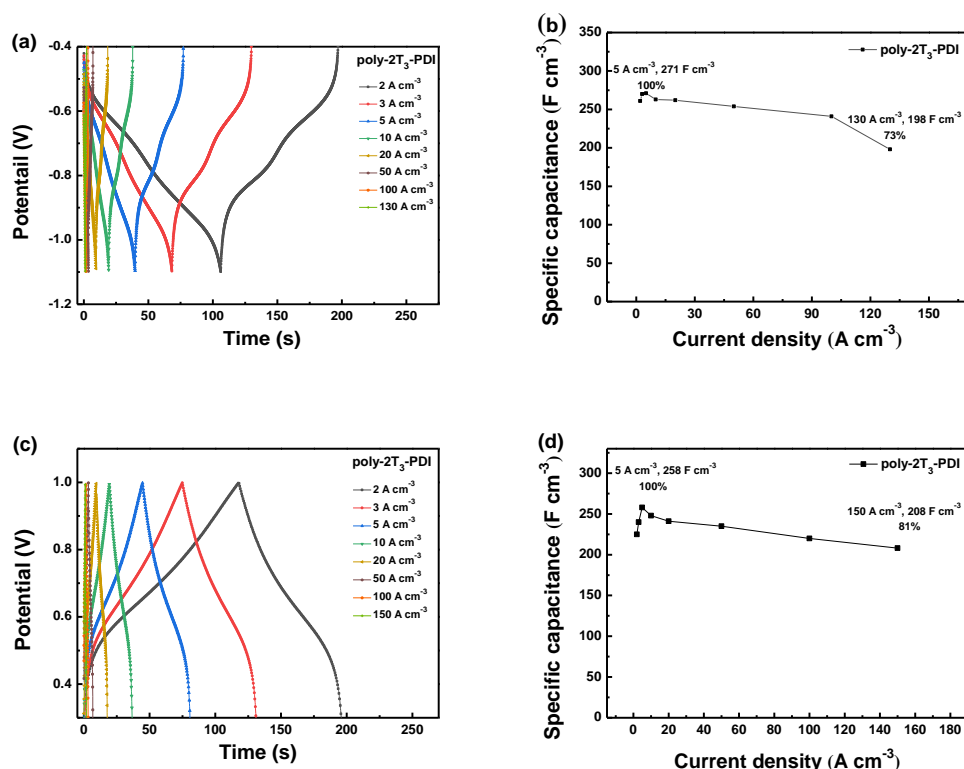 (a)
-0.4
-0.6
-0.8
-1.0
-1.2
Potentail (V)
0 50 100 150 200 250
Time (s)
2 A cm⁻³
3 A cm⁻³
5 A cm⁻³
10 A cm⁻³
20 A cm⁻³
50 A cm⁻³
100 A cm⁻³
130 A cm⁻³
(b)
350
300
250
200
150
100
50
0
Specific capacitance (F cm⁻³)
poly-2T₃-PDI
5 A cm⁻³, 271 F cm⁻³
100%
130 A cm⁻³, 198 F cm⁻³
73%
0 30 60 90 120 150
Current density (A cm⁻³)
(c)
1.0
0.8
0.6
0.4
Potential (V)
poly-2T₃-PDI
2 A cm⁻³
3 A cm⁻³
5 A cm⁻³
10 A cm⁻³
20 A cm⁻³
50 A cm⁻³
100 A cm⁻³
150 A cm⁻³
0 50 100 150 200 250
Time (s)
(d)
300
250
200
150
100
50
0
Specific capacitance (F cm⁻³)
poly-2T₃-PDI
5 A cm⁻³, 258 F cm⁻³
100%
150 A cm⁻³, 208 F cm⁻³
81%
0 20 40 60 80 100 120 140 160 180
Current density (A cm⁻³)